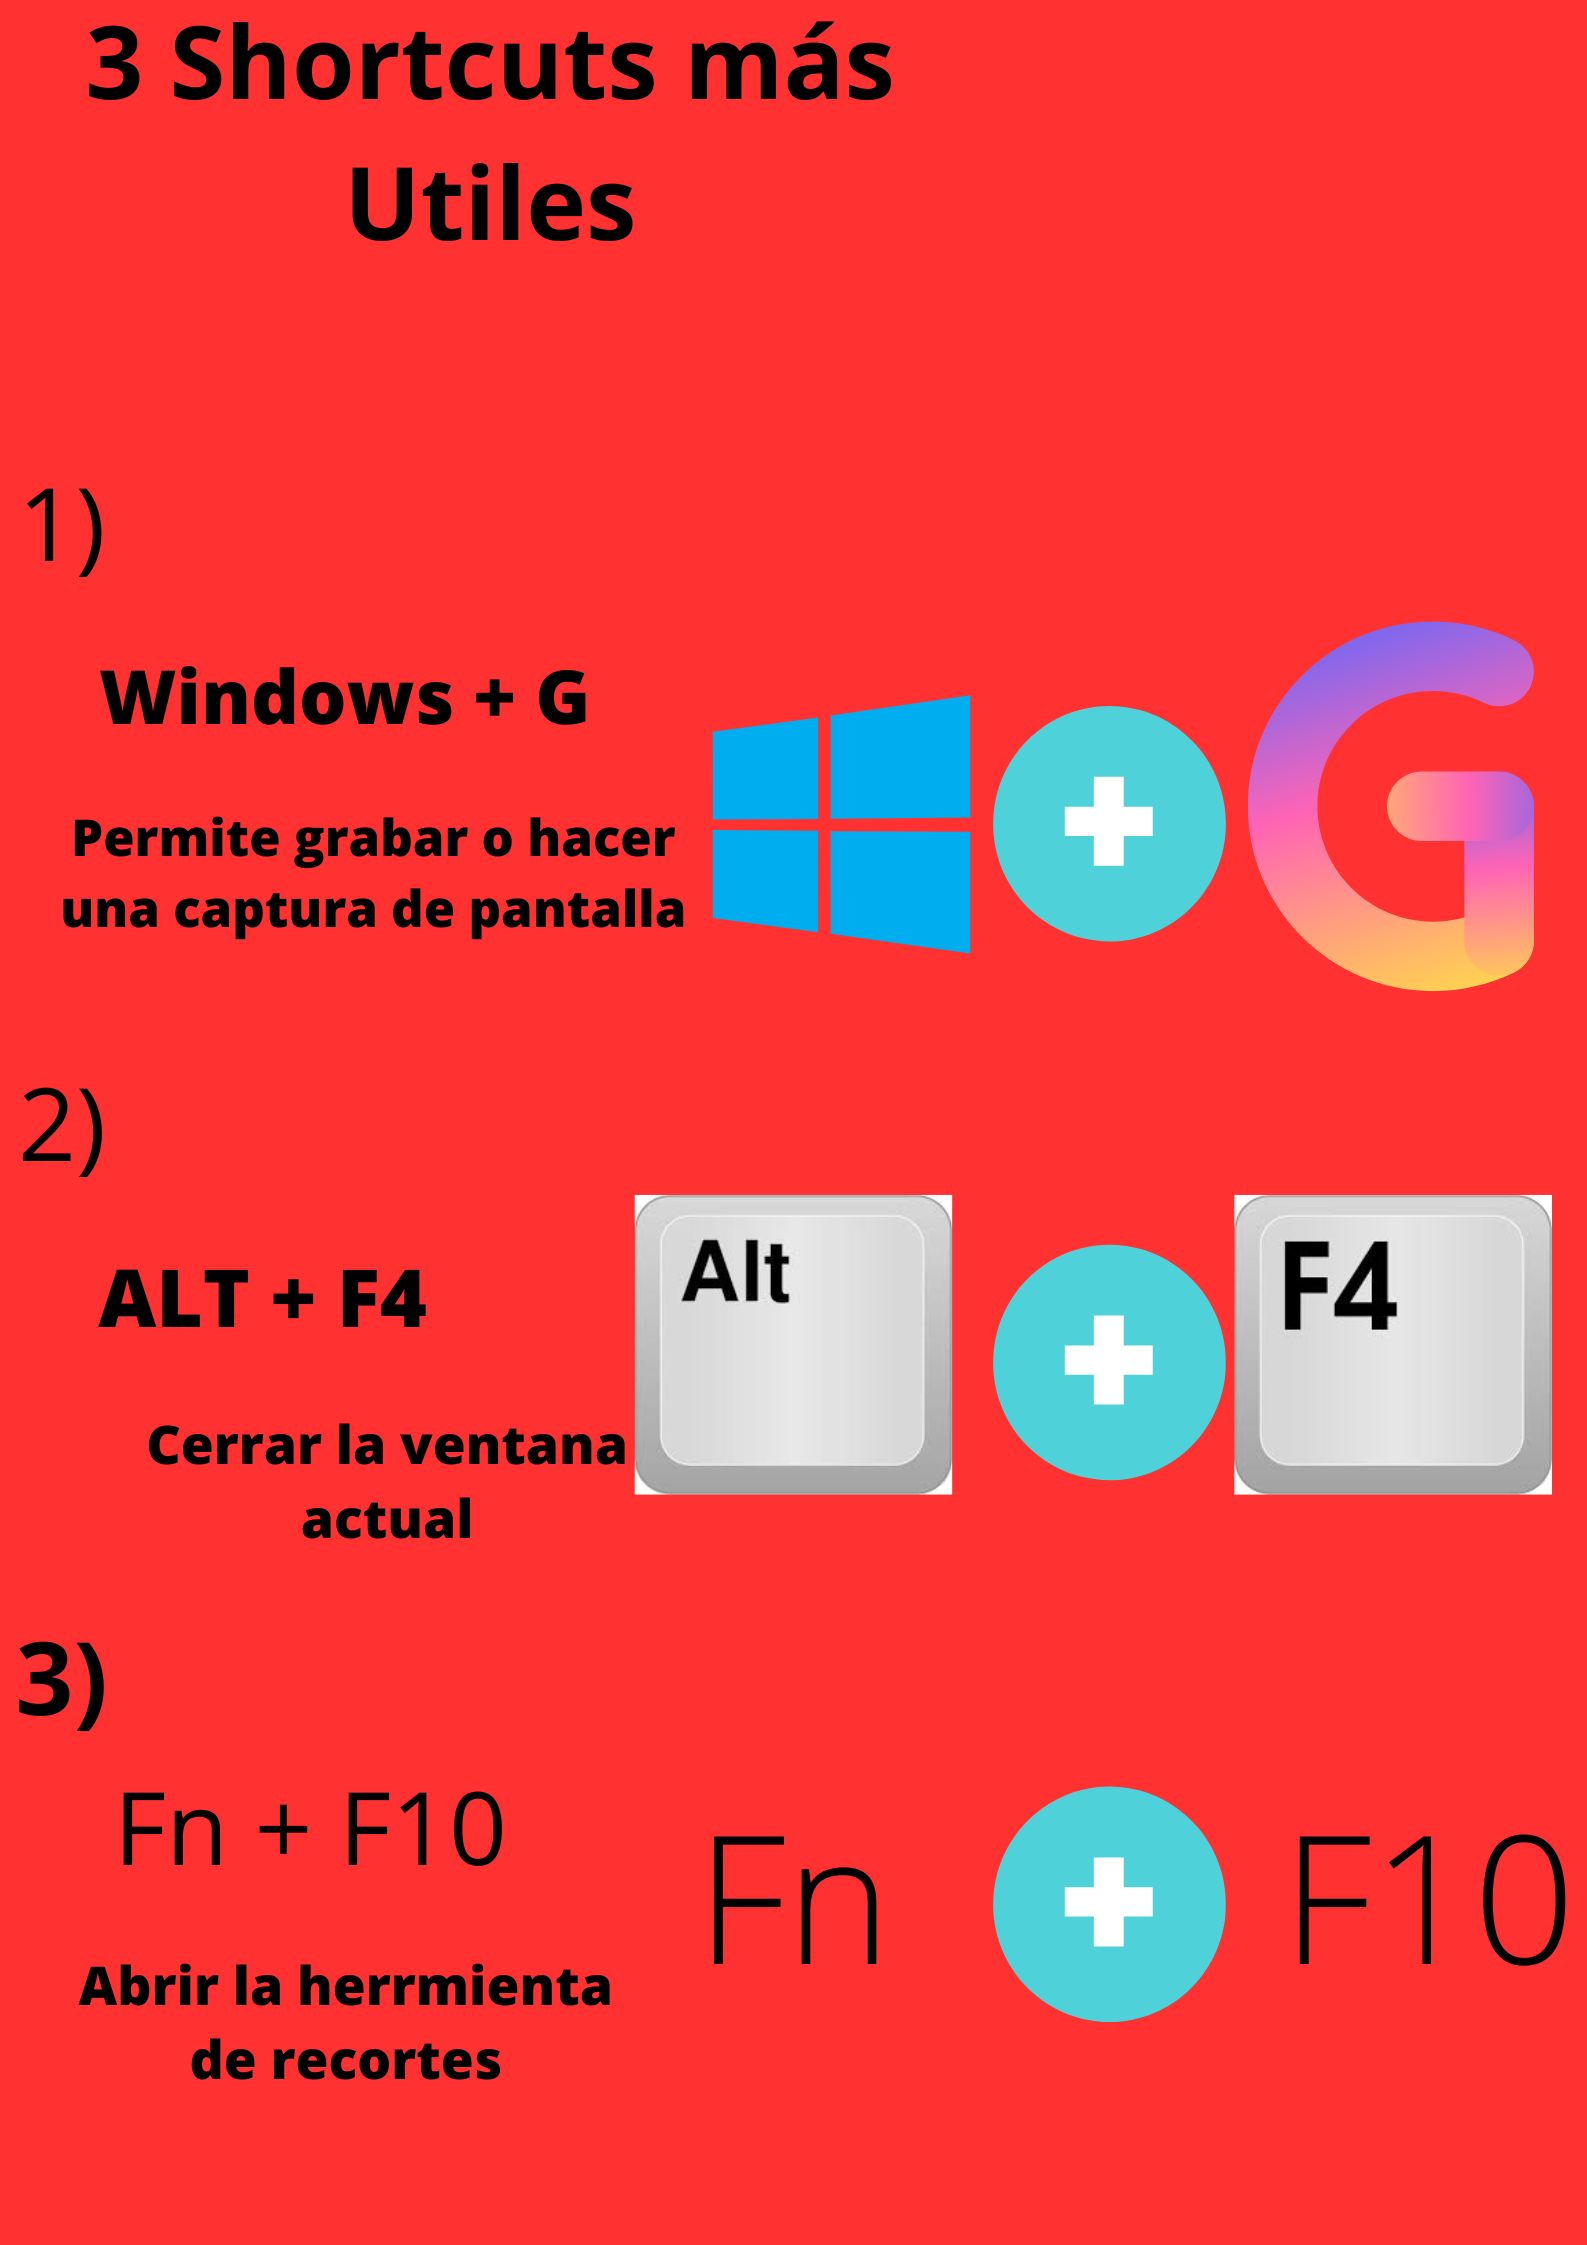 3 Shortcuts más
Utiles
1)
Windows + G
Permite grabar o hacer
una captura de pantalla
G
2)
ALT + F4
Cerrar la ventana
actual
Alt
F4
3)
Fn + F10
Abrir la herrmienta
de recortes
Fn
F10